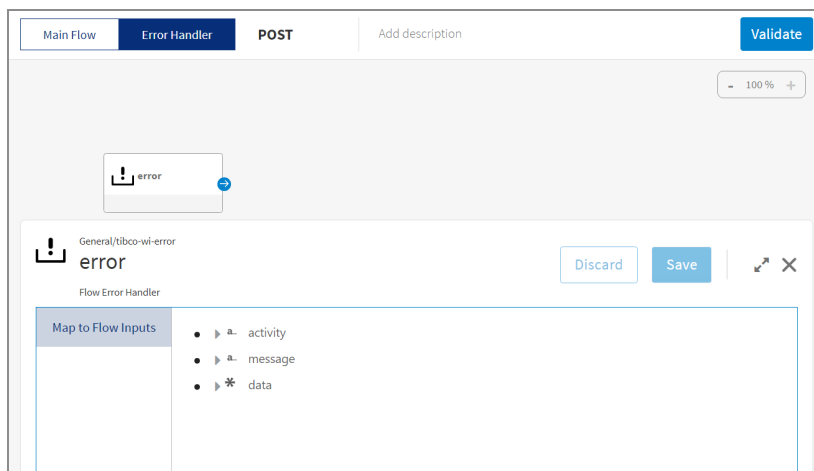 Main Flow Error Handler POST Add description Validate
- 100 % +
error
General/tibco-wi-error
error
Discard Save
Flow Error Handler
Map to Flow Inputs
a- activity
a- message
* data